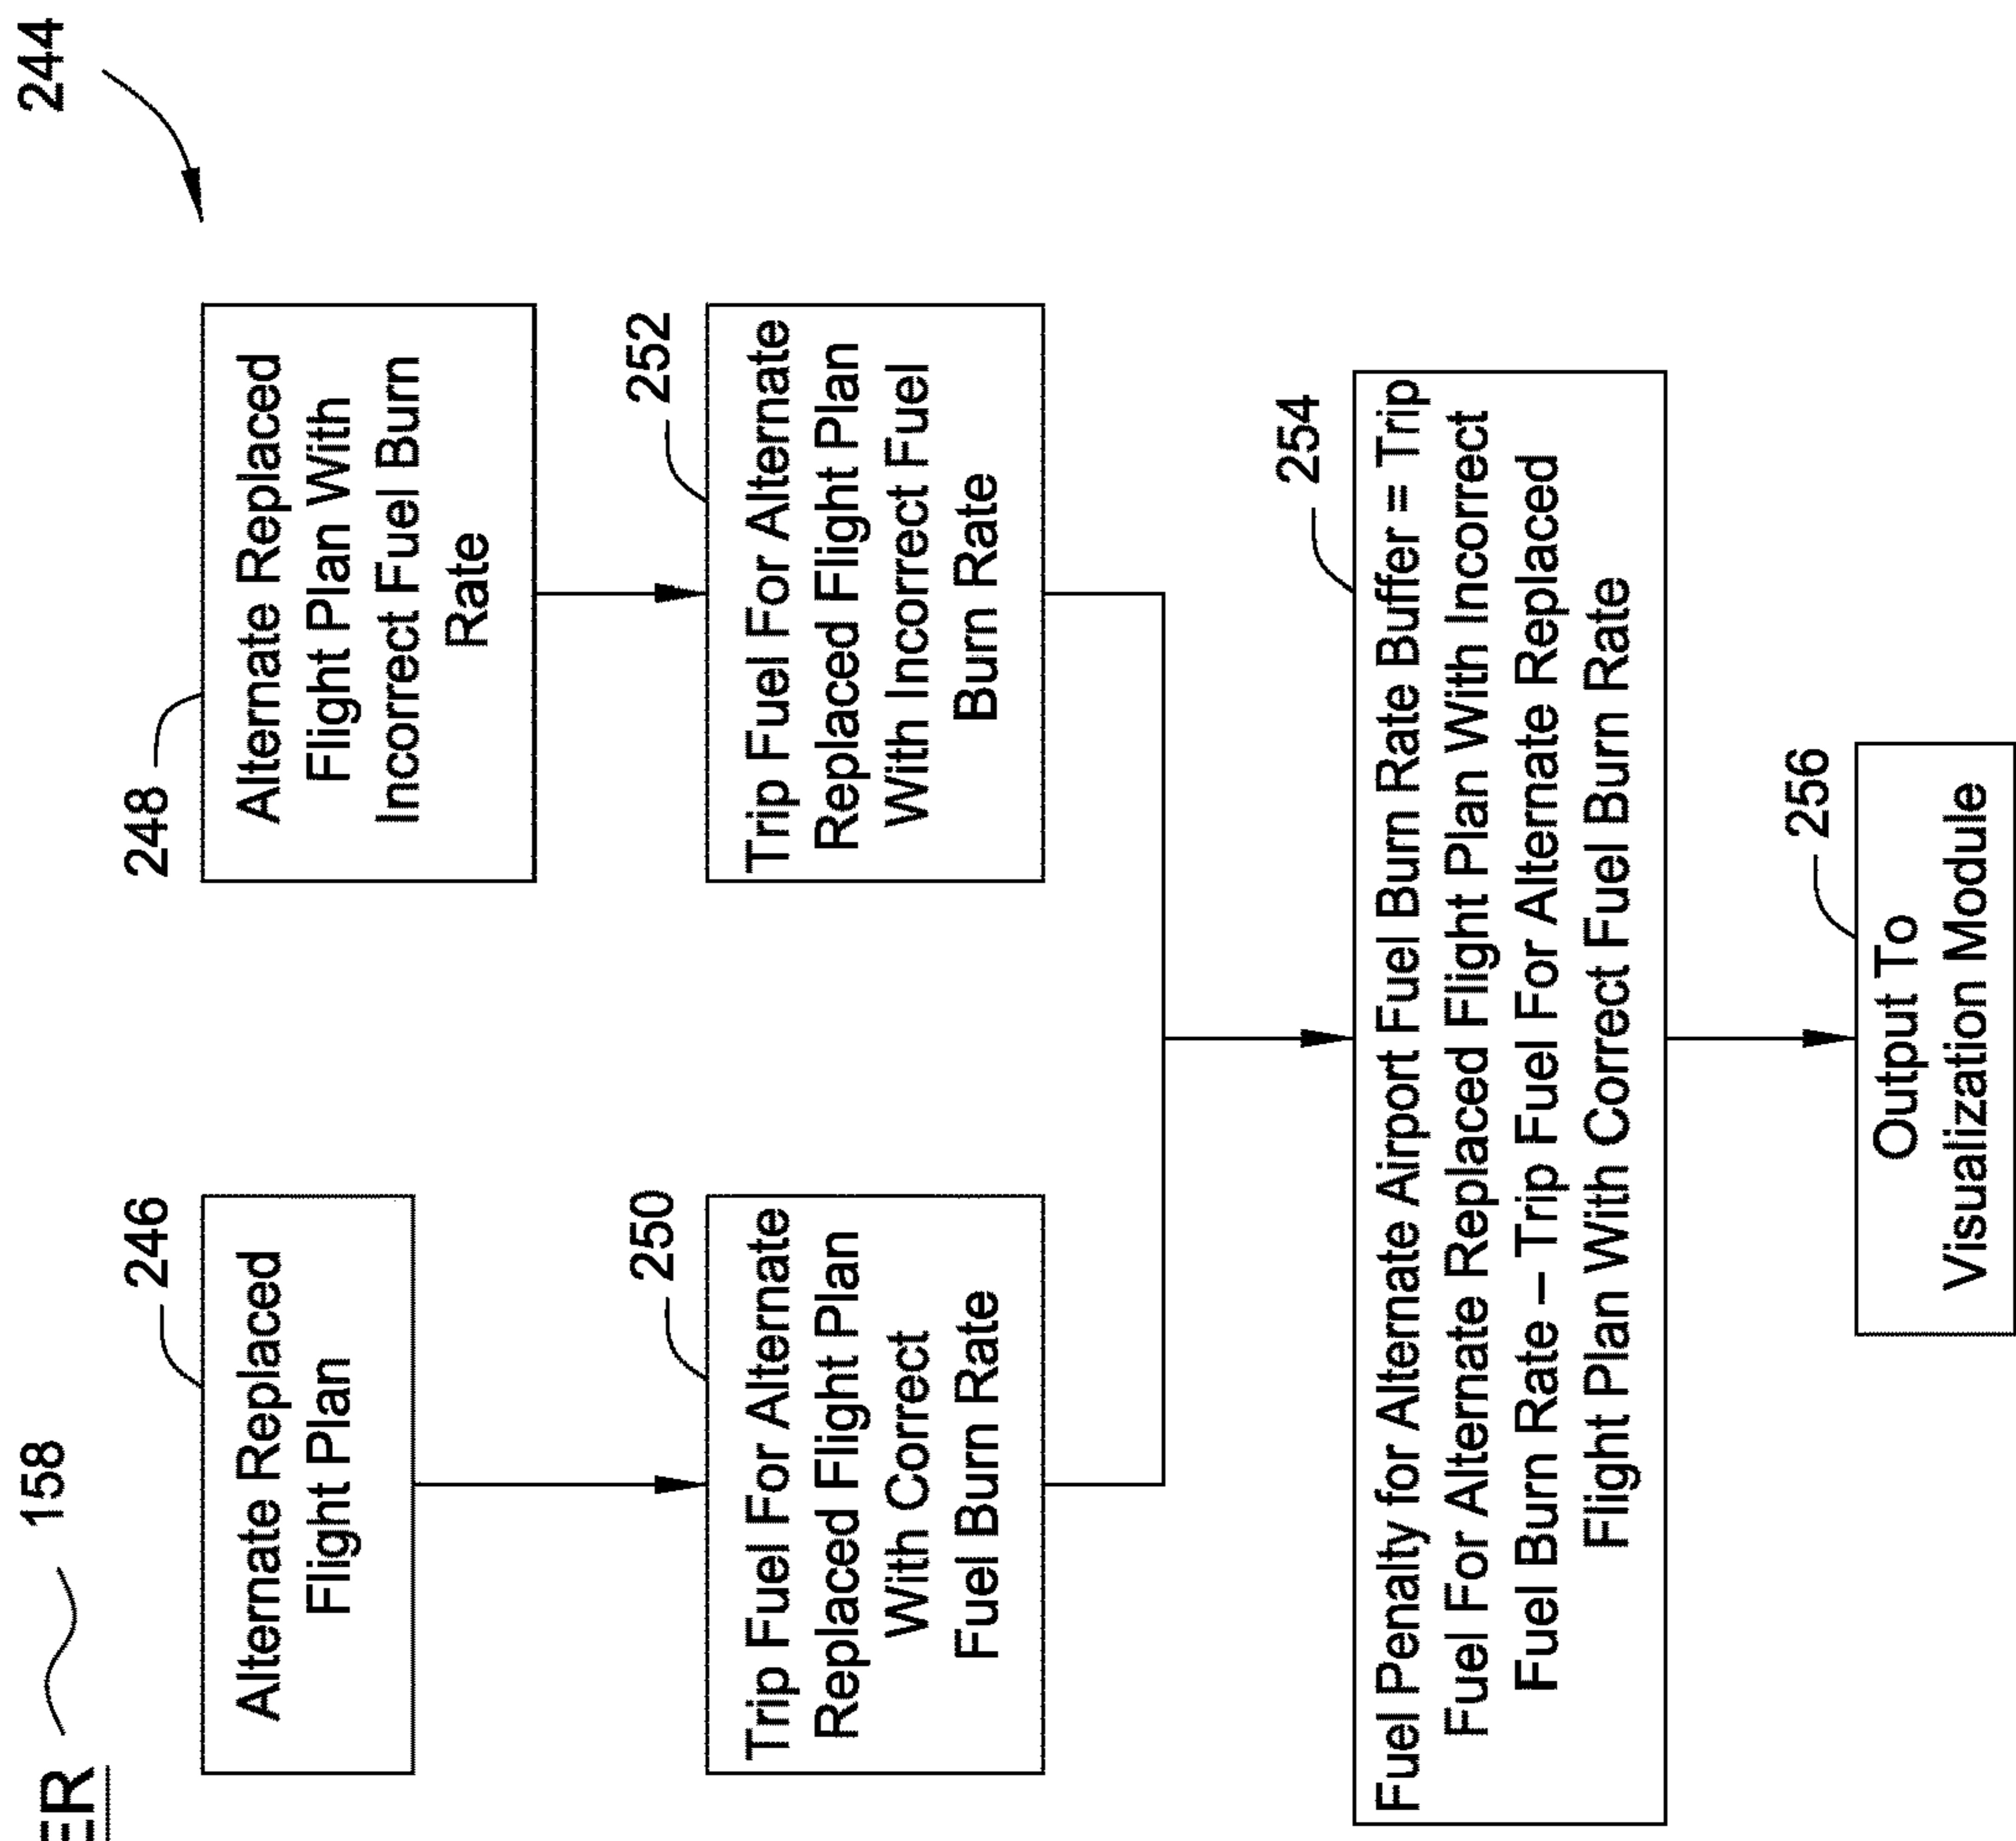 ER
158
244
246
Alternate Replaced
Flight Plan
248
Alternate Replaced
Flight Plan With
Incorrect Fuel Burn
Rate
250
Trip Fuel For Alternate
Replaced Flight Plan
With Correct
Fuel Burn Rate
252
Trip Fuel For Alternate
Replaced Flight Plan
With Incorrect Fuel
Burn Rate
254
Fuel Penalty for Alternate Airport Fuel Burn Rate Buffer = Trip
Fuel For Alternate Replaced Flight Plan With Incorrect
Fuel Burn Rate – Trip Fuel For Alternate Replaced
Flight Plan With Correct Fuel Burn Rate
256
Output To
Visualization Module